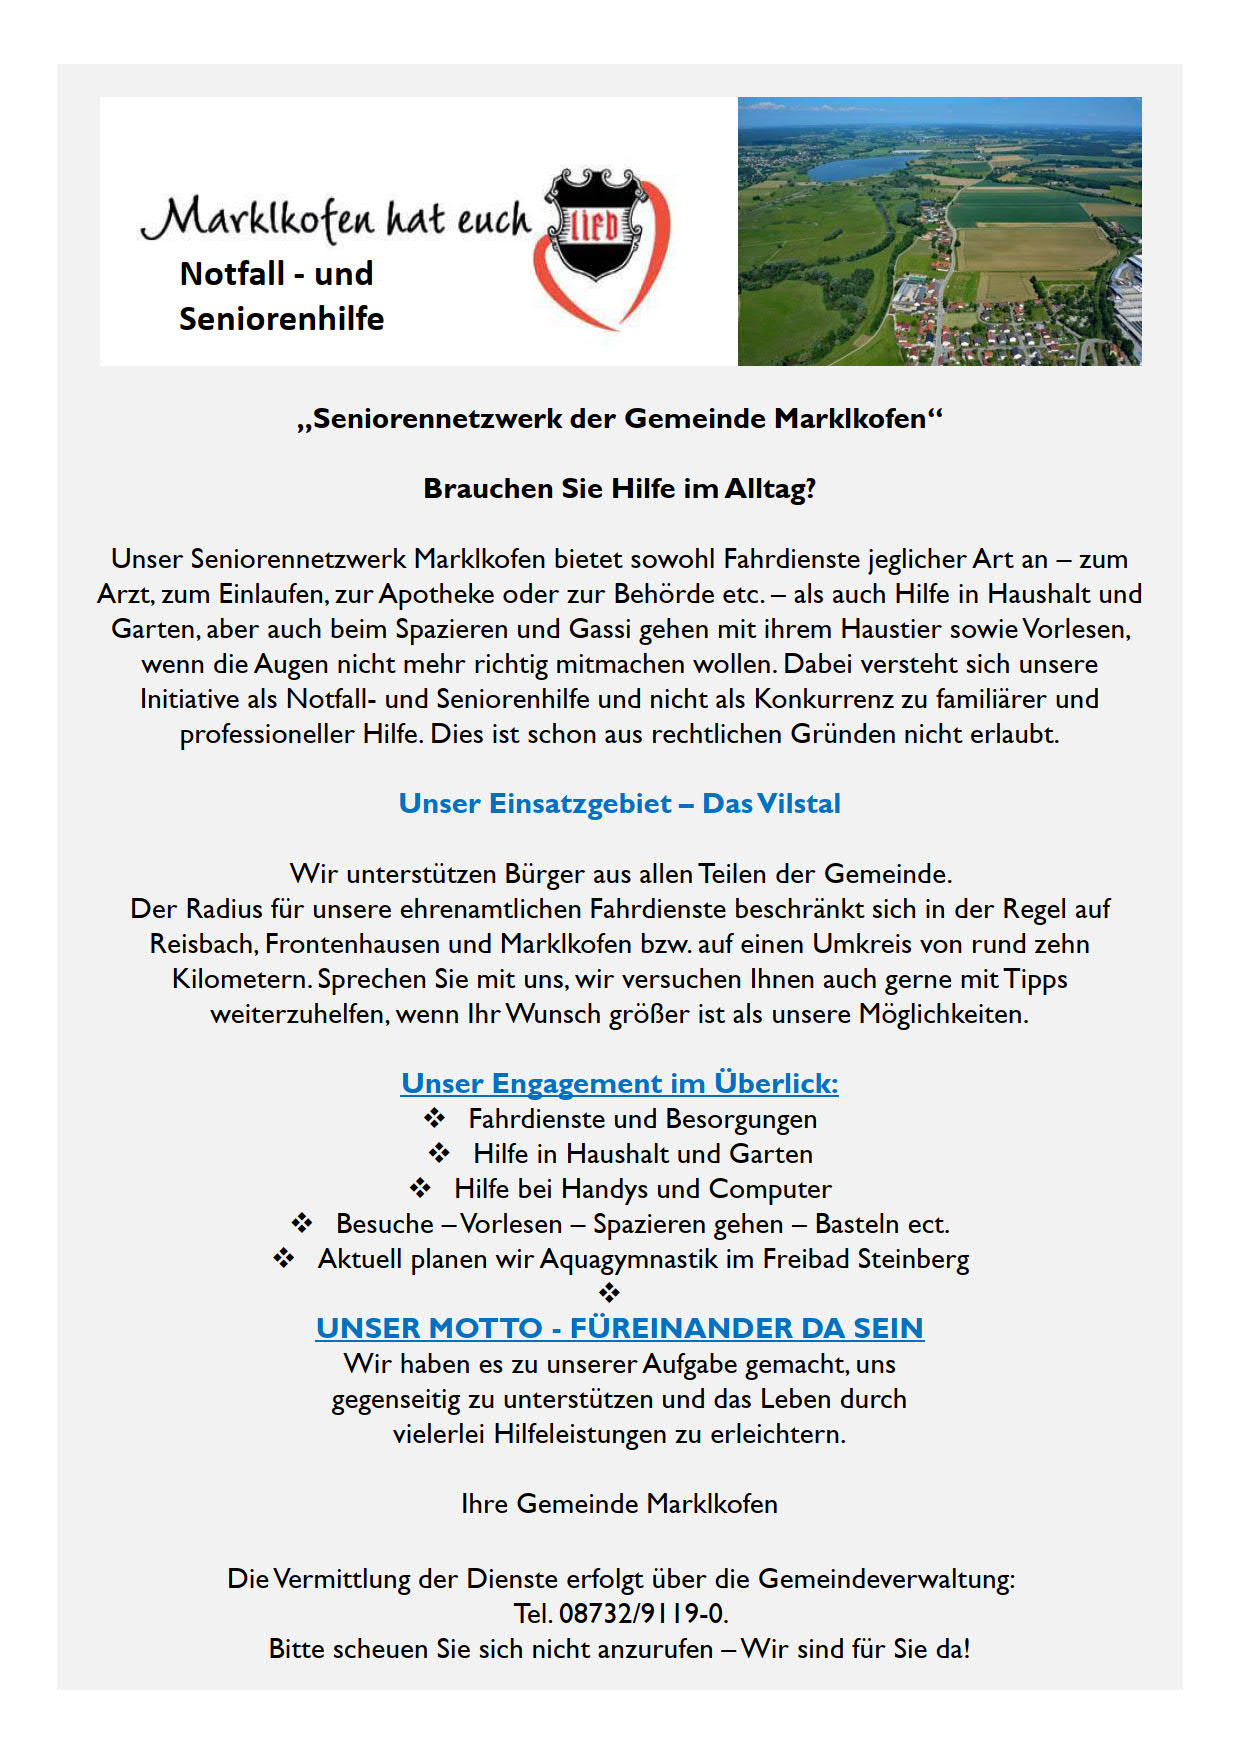 Marklkofen hat euch lieb
Notfall - und
Seniorenhilfe
„Seniorennetzwerk der Gemeinde Marklkofen“
Brauchen Sie Hilfe im Alltag?
Unser Seniorennetzwerk Marklkofen bietet sowohl Fahrdienste jeglicher Art an – zum
Arzt, zum Einlaufen, zur Apotheke oder zur Behörde etc. – als auch Hilfe in Haushalt und
Garten, aber auch beim Spazieren und Gassi gehen mit ihrem Haustier sowie Vorlesen,
wenn die Augen nicht mehr richtig mitmachen wollen. Dabei versteht sich unsere
Initiative als Notfall- und Seniorenhilfe und nicht als Konkurrenz zu familiärer und
professioneller Hilfe. Dies ist schon aus rechtlichen Gründen nicht erlaubt.
Unser Einsatzgebiet – Das Vilstal
Wir unterstützen Bürger aus allen Teilen der Gemeinde.
Der Radius für unsere ehrenamtlichen Fahrdienste beschränkt sich in der Regel auf
Reisbach, Frontenhausen und Marklkofen bzw. auf einen Umkreis von rund zehn
Kilometern. Sprechen Sie mit uns, wir versuchen Ihnen auch gerne mit Tipps
weiterzuhelfen, wenn Ihr Wunsch größer ist als unsere Möglichkeiten.
Unser Engagement im Überlick:
❖ Fahrdienste und Besorgungen
❖ Hilfe in Haushalt und Garten
❖ Hilfe bei Handys und Computer
❖ Besuche – Vorlesen – Spazieren gehen – Basteln ect.
❖ Aktuell planen wir Aquagymnastik im Freibad Steinberg
❖
UNSER MOTTO - FÜREINANDER DA SEIN
Wir haben es zu unserer Aufgabe gemacht, uns
gegenseitig zu unterstützen und das Leben durch
vielerlei Hilfeleistungen zu erleichtern.
Ihre Gemeinde Marklkofen
Die Vermittlung der Dienste erfolgt über die Gemeindeverwaltung:
Tel. 08732/9119-0.
Bitte scheuen Sie sich nicht anzurufen – Wir sind für Sie da!